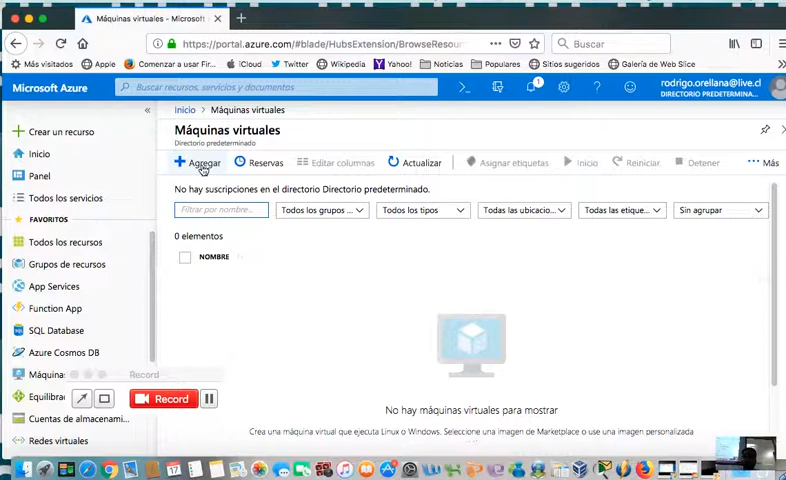 Máquinas virtuales - Microsoft
https://portal.azure.com/#blade/HubsExtension/BrowseResour
Buscar
Más visitados
Apple
Comenzar a usar Fir...
iCloud
Twitter
Wikipedia
Yahoo!
Noticias
Populares
Sitios sugeridos
Galería de Web Slice
Microsoft Azure
Buscar recursos, servicios y documentos
1
rodrigo.orellana@live.cl
DIRECTORIO PREDETERMINA...
Crear un recurso
Inicio
Panel
Todos los servicios
FAVORITOS
Todos los recursos
Grupos de recursos
App Services
Function App
SQL Database
Azure Cosmos DB
Máquina
Equilibra
Cuentas de almacenami...
Redes virtuales
Record
Record
Inicio > Máquinas virtuales
Máquinas virtuales
Directorio predeterminado
Agregar
Reservas
Editar columnas
Actualizar
Asignar etiquetas
Inicio
Reiniciar
Detener
Más
No hay suscripciones en el directorio Directorio predeterminado.
Filtrar por nombre...
Todos los grupos ...
Todos los tipos
Todas las ubicacio...
Todas las etique...
Sin agrupar
0 elementos
NOMBRE
No hay máquinas virtuales para mostrar
Crea una máquina virtual que ejecuta Linux o Windows. Seleccione una imagen de Marketplace o use una imagen personalizada
17